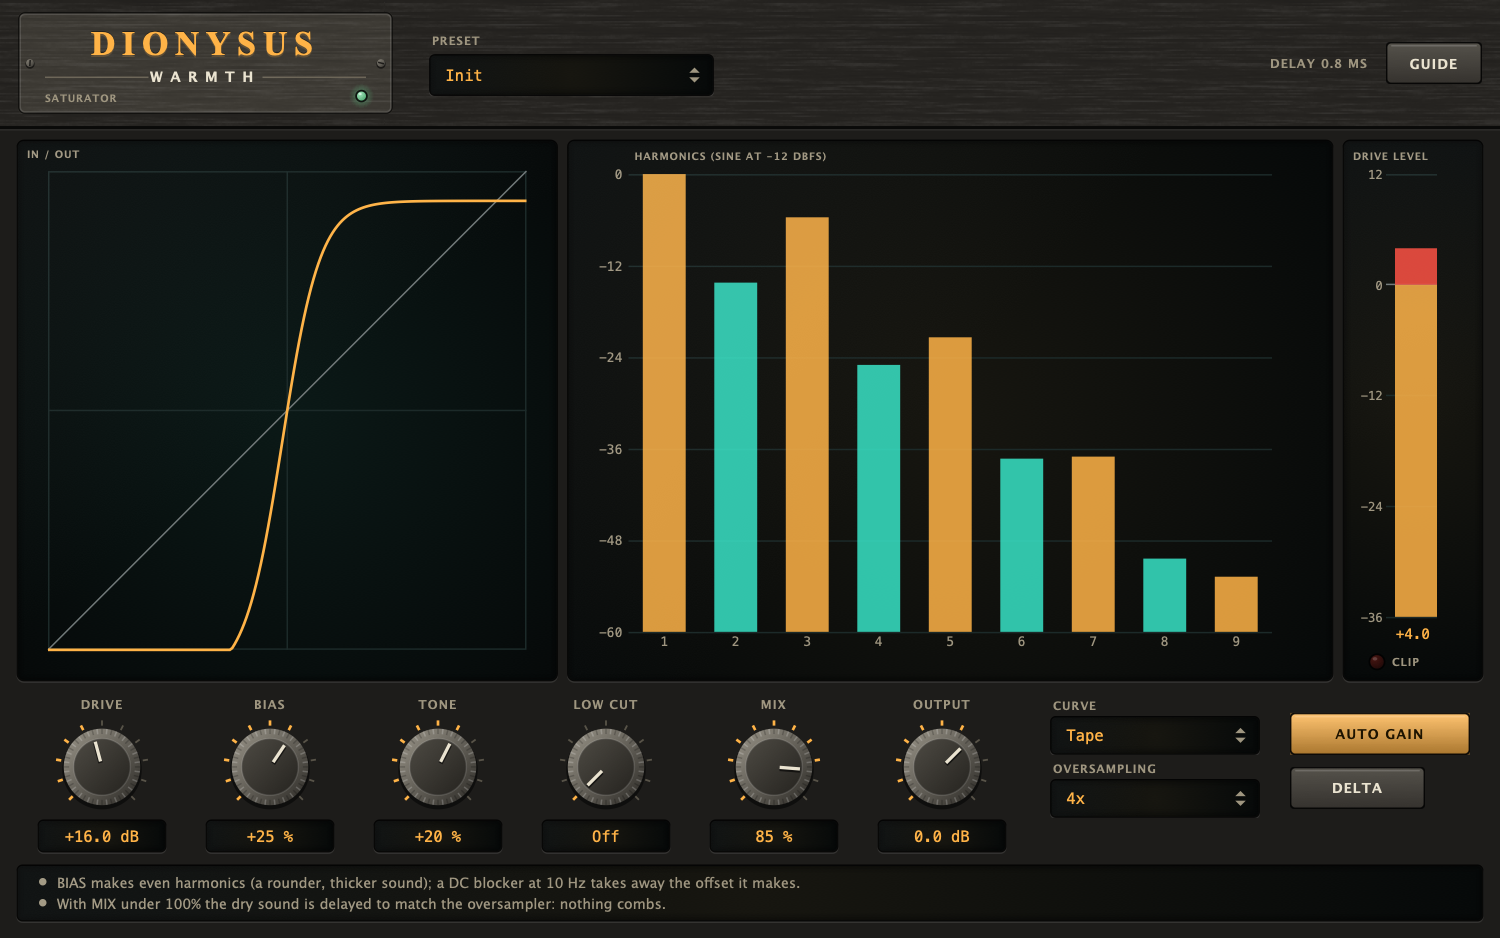 DIONYSUS
WARMTH
SATURATOR
PRESET
Init
DELAY 0.8 MS
GUIDE
IN / OUT
HARMONICS (SINE AT -12 DBFS)
0
-12
-24
-36
-48
-60
1 2 3 4 5 6 7 8 9
DRIVE LEVEL
12
0
-12
-24
-36
+4.0
CLIP
DRIVE
+16.0 dB
BIAS
+25 %
TONE
+20 %
LOW CUT
Off
MIX
85 %
OUTPUT
0.0 dB
CURVE
Tape
OVERSAMPLING
4x
AUTO GAIN
DELTA
BIAS makes even harmonics (a rounder, thicker sound); a DC blocker at 10 Hz takes away the offset it makes.
With MIX under 100% the dry sound is delayed to match the oversampler: nothing combs.